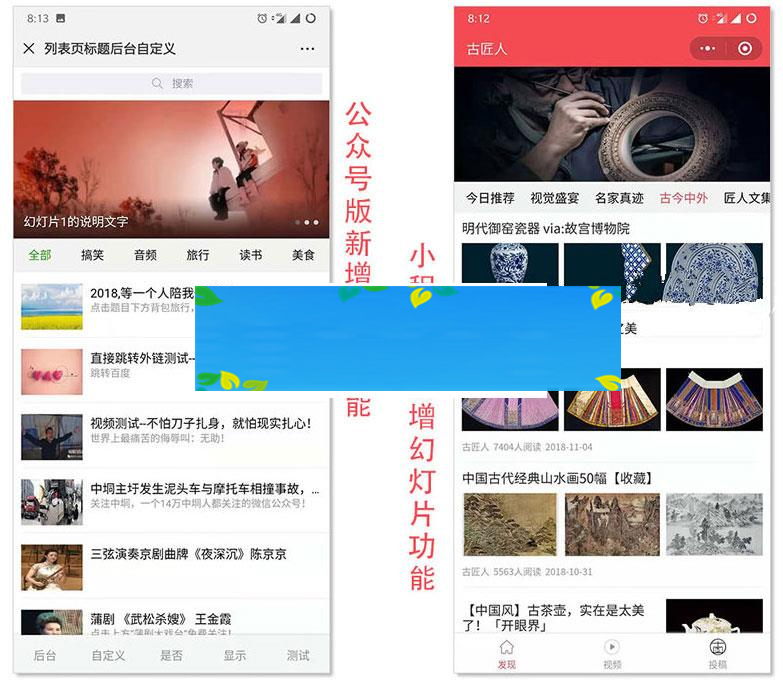 8:13
列表页标题后台自定义
搜索
幻灯片1的说明文字
全部 搞笑 音频 旅行 读书 美食
2018,等一个人陪我
点击题目下方背包旅行，
直接跳转外链测试--
跳转百度
视频测试--不怕刀子扎身，就怕现实扎心！
世界上最痛苦的侮辱叫：无助！
中垌主圩发生泥头车与摩托车相撞事故，...
关注中垌，一个14万中垌人都关注的微信公众号！
三弦演奏京剧曲牌《夜深沉》陈京京
蒲剧 《武松杀嫂》 王金霞
点击上方"蒲剧大戏台"免费关注！
后台 自定义 是否 显示 测试
公众号版新增
能
小程
增幻灯片功能
8:12
古匠人
今日推荐 视觉盛宴 名家真迹 古今中外 匠人文集
明代御窑瓷器 via:故宫博物院
之美
古匠人 7404人阅读 2018-11-04
中国古代经典山水画50幅【收藏】
古匠人 5563人阅读 2018-10-31
【中国风】古茶壶，实在是太美
了！「开眼界」
发现 视频 投稿